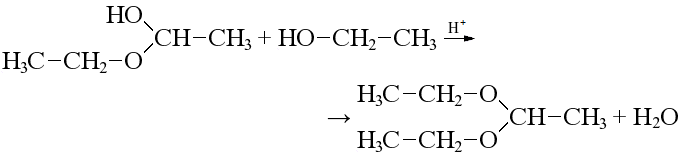 HO
CH−CH₃ + HO−CH₂−CH₃ H⁺ →
H₃C−CH₂−O
→ H₃C−CH₂−O
CH−CH₃ + H₂O
H₃C−CH₂−O